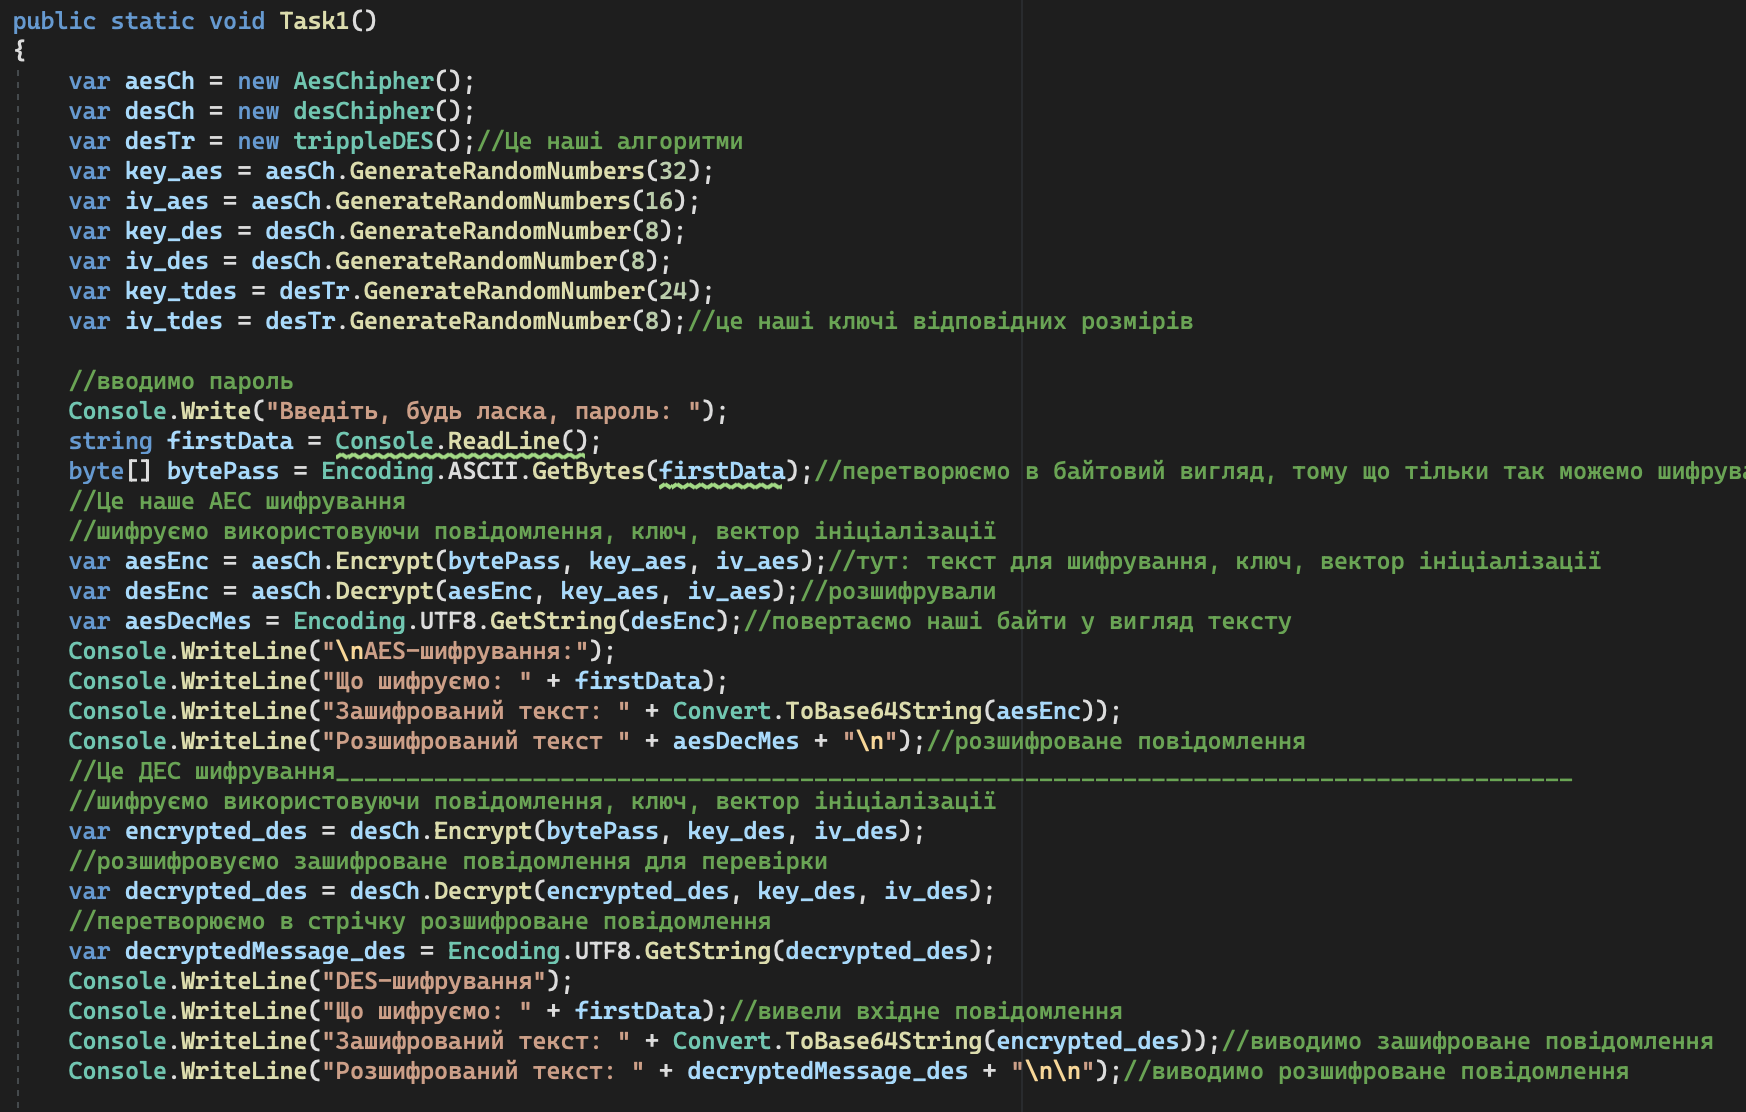 public static void Task1()
{
var aesCh = new AesChipher();
var desCh = new desChipher();
var desTr = new trippleDES();//Це наші алгоритми
var key_aes = aesCh.GenerateRandomNumbers(32);
var iv_aes = aesCh.GenerateRandomNumbers(16);
var key_des = desCh.GenerateRandomNumber(8);
var iv_des = desCh.GenerateRandomNumber(8);
var key_tdes = desTr.GenerateRandomNumber(24);
var iv_tdes = desTr.GenerateRandomNumber(8);//це наші ключі відповідних розмірів
//вводимо пароль
Console.Write("Введіть, будь ласка, пароль: ");
string firstData = Console.ReadLine();
byte[] bytePass = Encoding.ASCII.GetBytes(firstData);//перетворюємо в байтовий вигляд, тому що тільки так можемо
//Це наше АЕС шифрування
//шифруємо використовуючи повідомлення, ключ, вектор ініціалізації
var aesEnc = aesCh.Encrypt(bytePass, key_aes, iv_aes);//тут: текст для шифрування, ключ, вектор ініціалізації
var desEnc = aesCh.Decrypt(aesEnc, key_aes, iv_aes);//розшифрували
var aesDecMes = Encoding.UTF8.GetString(desEnc);//повертаємо наші байти у вигляд тексту
Console.WriteLine("\nAES-шифрування:");
Console.WriteLine("Що шифруємо: " + firstData);
Console.WriteLine("Зашифрований текст: " + Convert.ToBase64String(aesEnc));
Console.WriteLine("Розшифрований текст " + aesDecMes + "\n");//розшифроване повідомлення
//Це ДЕС шифрування________________________________________________________________________________________
//шифруємо використовуючи повідомлення, ключ, вектор ініціалізації
var encrypted_des = desCh.Encrypt(bytePass, key_des, iv_des);
//розшифровуємо зашифроване повідомлення для перевірки
var decrypted_des = desCh.Decrypt(encrypted_des, key_des, iv_des);
//перетворюємо в стрічку розшифроване повідомлення
var decryptedMessage_des = Encoding.UTF8.GetString(decrypted_des);
Console.WriteLine("DES-шифрування");
Console.WriteLine("Що шифруємо: " + firstData);//вивели вхідне повідомлення
Console.WriteLine("Зашифрований текст: " + Convert.ToBase64String(encrypted_des));//виводимо зашифроване повідомлення
Console.WriteLine("Розшифрований текст: " + decryptedMessage_des + "\n\n");//виводимо розшифроване повідомлення